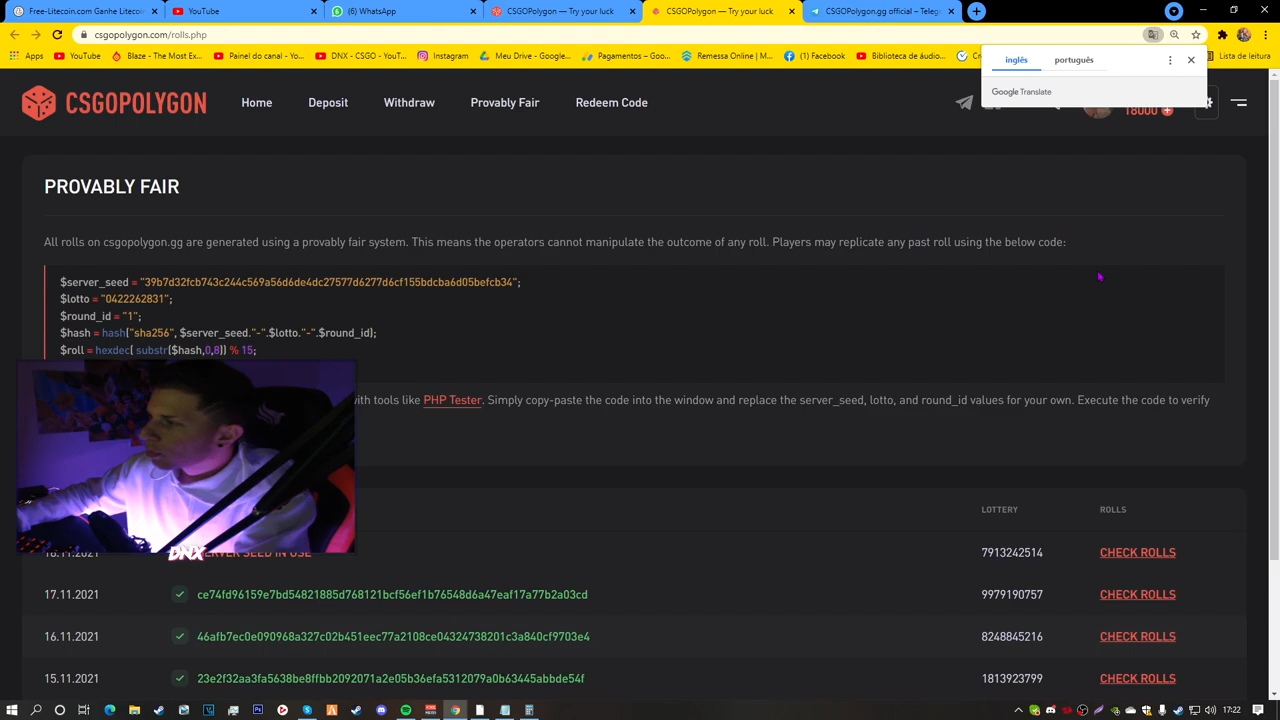 Free-Litecoin.com Ganhe Litecoi
YouTube
(6) WhatsApp
CSGOPolygon — Try your luck
CSGOPolygon — Try your luck
CSGOPolygon.gg official – Teleg
csgopolygon.com/rolls.php
Apps
YouTube
Blaze - The Most Ex...
Painel do canal - Yo...
DNX - CSGO - YouT...
Instagram
Meu Drive - Google...
Pagamentos – Goo...
Remessa Online | M...
(1) Facebook
Biblioteca de áudio...
Lista de leitura
inglês
português
Google Translate
CSGOPOLYGON
Home
Deposit
Withdraw
Provably Fair
Redeem Code
18000
PROVABLY FAIR
All rolls on csgopolygon.gg are generated using a provably fair system. This means the operators cannot manipulate the outcome of any roll. Players may replicate any past roll using the below code:
$server_seed = "39b7d32fcb743c244c569a56d6de4dc27577d6277d6cf155bdcba6d05befcb34";
$lotto = "0422262831";
$round_id = "1";
$hash = hash("sha256", $server_seed."-".$lotto."-".$round_id);
$roll = hexdec( substr($hash,0,8)) % 15;
with tools like PHP Tester. Simply copy-paste the code into the window and replace the server_seed, lotto, and round_id values for your own. Execute the code to verify
LOTTERY
ROLLS
18.11.2021
SERVER SEED IN USE
7913242514
CHECK ROLLS
DNX
17.11.2021
ce74fd96159e7bd54821885d768121bcf56ef1b76548d6a47eaf17a77b2a03cd
9979190757
CHECK ROLLS
16.11.2021
46afb7ec0e090968a327c02b451eec77a2108ce04324738201c3a840cf9703e4
8248845216
CHECK ROLLS
15.11.2021
23e2f32aa3fa5638be8ffbb2092071a2e05b36efa5312079a0b63445abbde54f
1813923799
CHECK ROLLS
17:22